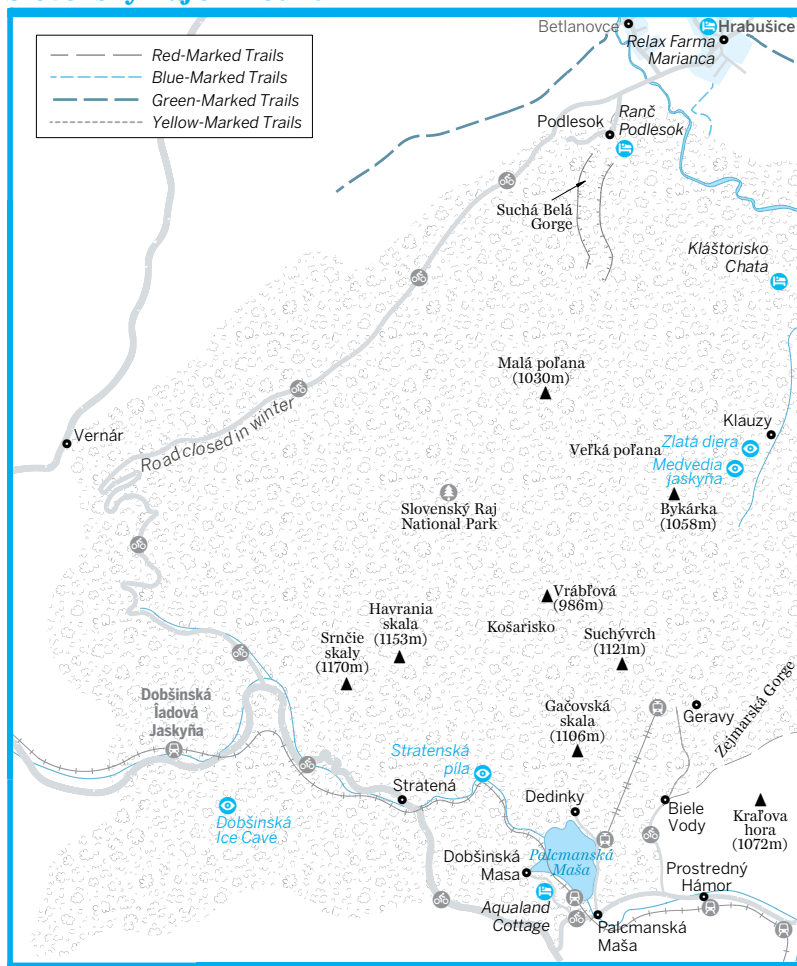 Betlanovce
Hrabušice
Relax Farma
Marianca
Red-Marked Trails
Blue-Marked Trails
Green-Marked Trails
Yellow-Marked Trails
Podlesok
Ranč
Podlesok
Suchá Belá
Gorge
Kláštorisko
Chata
Malá poľana
(1030m)
Klauzy
Vernár
Road closed in winter
Veľká poľana
Zlatá diera
Medvedia
jaskyňa
Slovenský Raj
National Park
Bykárka
(1058m)
Vrábľová
(986m)
Košarisko
Havrania
skala
(1153m)
Srnčie
skaly
(1170m)
Suchývrch
(1121m)
Dobšinská
Ĭadová
Jaskyňa
Gačovská
skala
(1106m)
Geravy
Zejmarská Gorge
Stratenská
píla
Stratená
Dedinky
Biele
Vody
Kraľova
hora
(1072m)
Dobšinská
Ice Cave
Dobšinská
Masa
Palcmanská
Maša
Prostredný
Hámor
Aqualand
Cottage
Palcmanská
Maša